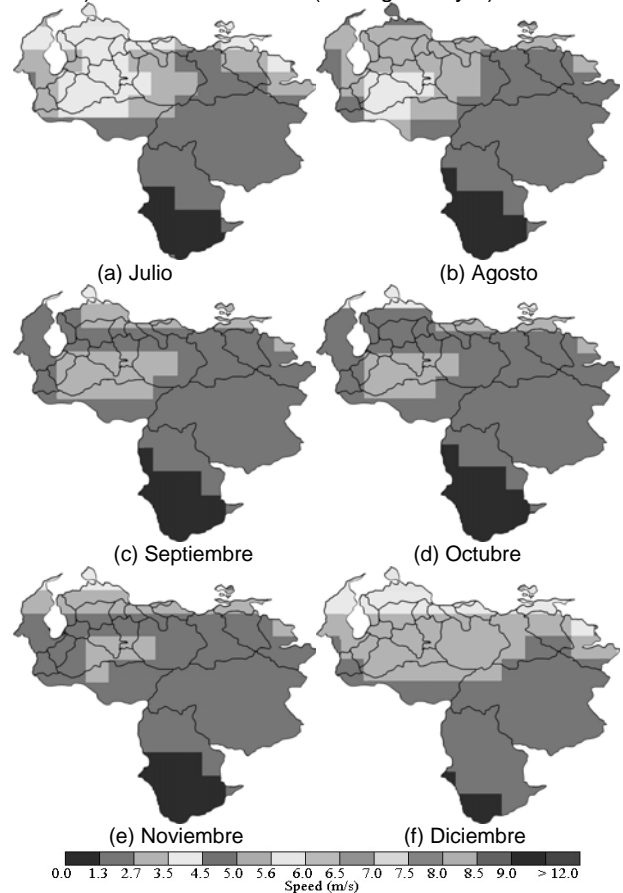 (a) Julio
(b) Agosto
(c) Septiembre
(d) Octubre
(e) Noviembre
(f) Diciembre
0.0 1.3 2.7 3.5 4.5 5.0 5.6 6.0 6.5 7.0 7.5 8.0 8.5 9.0 > 12.0
Speed (m/s)